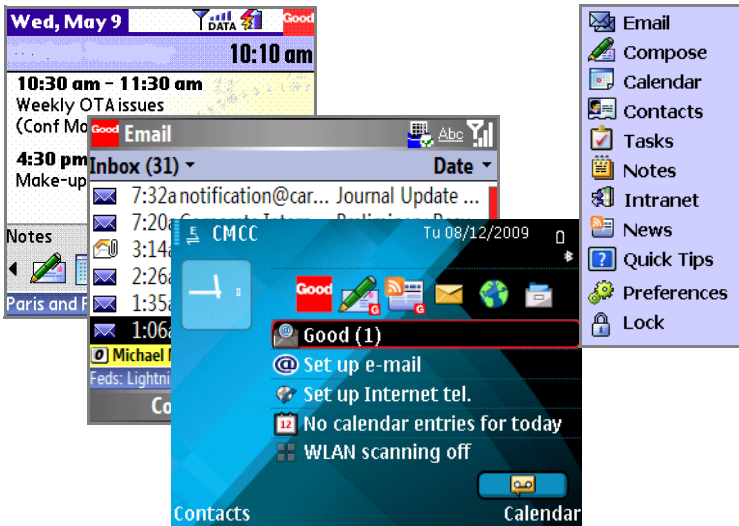 Wed, May 9
DATA
Good
10:10 am
10:30 am - 11:30 am
Weekly OTA issues
(Conf
4:30 pm
Make-up
Notes
Paris and
Good Email
Abc
Inbox (31)
Date
7:32a notification@car... Journal Update ...
7:20a
3:14a
2:26a
1:35a
1:06a
Michael
Feds:
E CMCC
Tu 08/12/2009
Good
G
G
Good (1)
Set up e-mail
Set up Internet tel.
12 No calendar entries for today
WLAN scanning off
Contacts
Calendar
Email
Compose
Calendar
Contacts
Tasks
Notes
Intranet
News
Quick Tips
Preferences
Lock